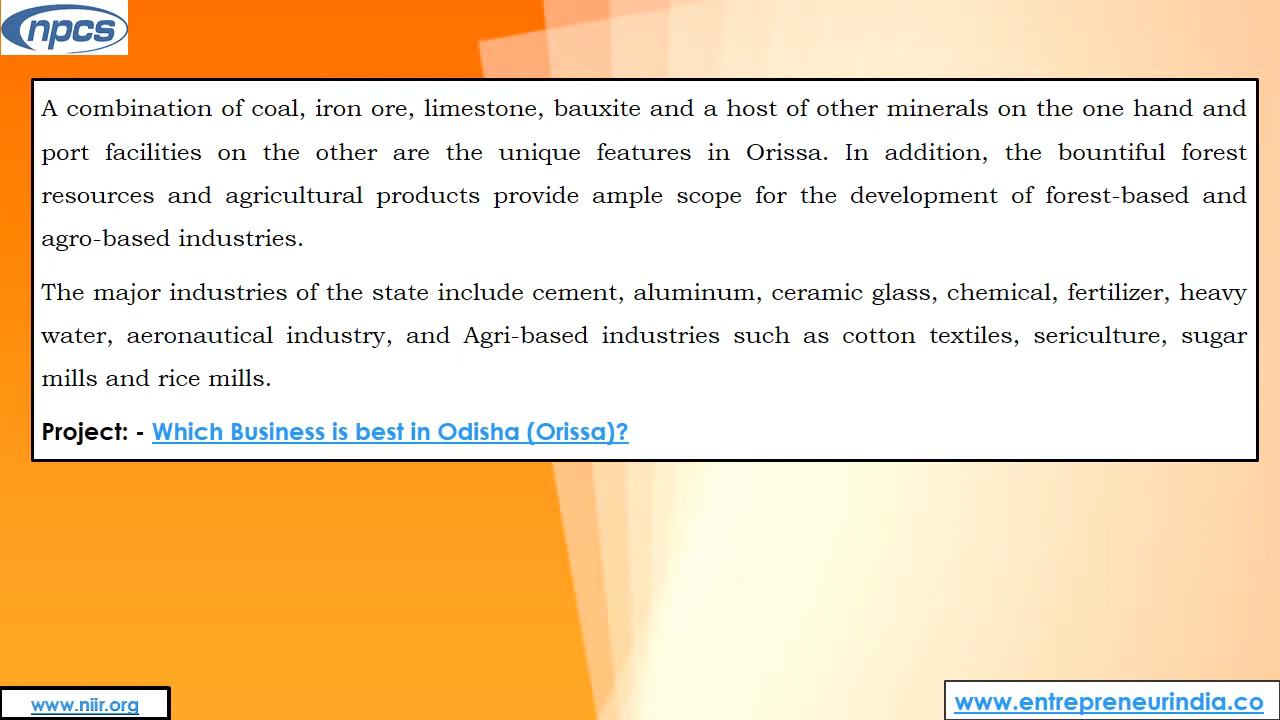 npcs
A combination of coal, iron ore, limestone, bauxite and a host of other minerals on the one hand and
port facilities on the other are the unique features in Orissa. In addition, the bountiful forest
resources and agricultural products provide ample scope for the development of forest-based and
agro-based industries.
The major industries of the state include cement, aluminum, ceramic glass, chemical, fertilizer, heavy
water, aeronautical industry, and Agri-based industries such as cotton textiles, sericulture, sugar
mills and rice mills.
Project: - Which Business is best in Odisha (Orissa)?
www.niir.org
www.entrepreneurindia.co